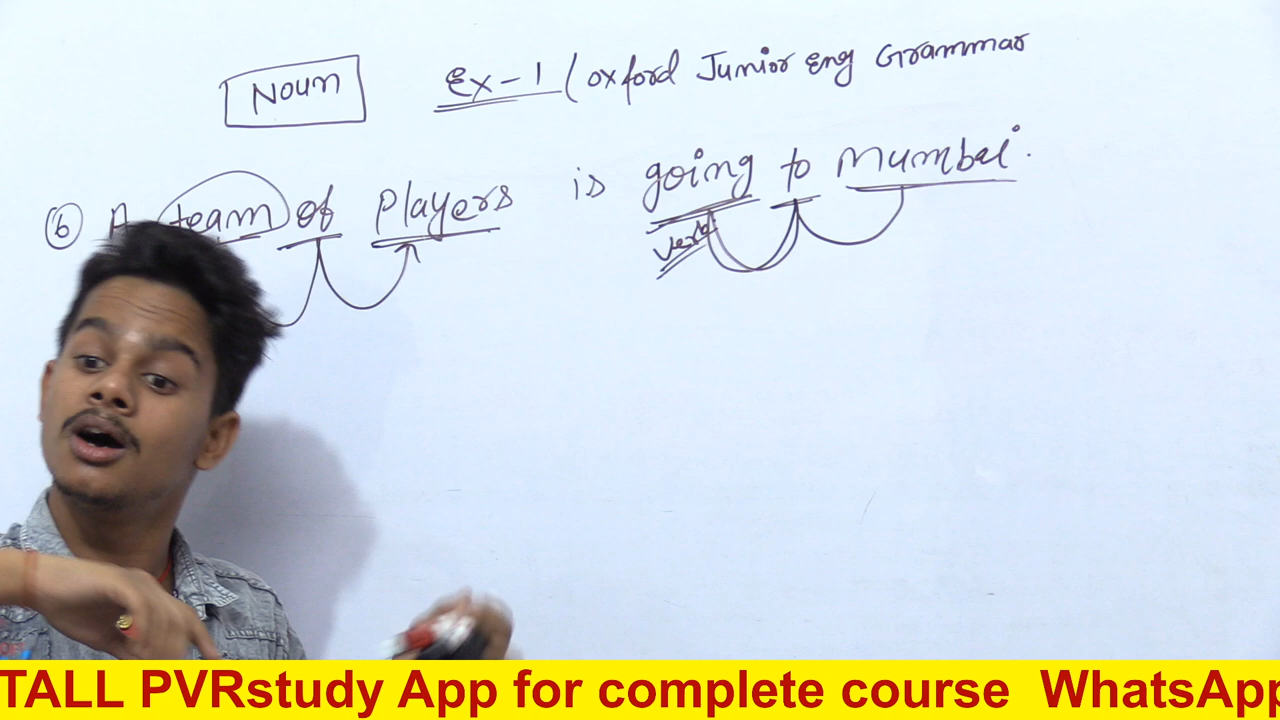 Noun Ex-1 (Oxford Junior Eng Grammar
(6) A team of Players is going to Mumbai.
Verb
TALL PVRstudy App for complete course WhatsApp